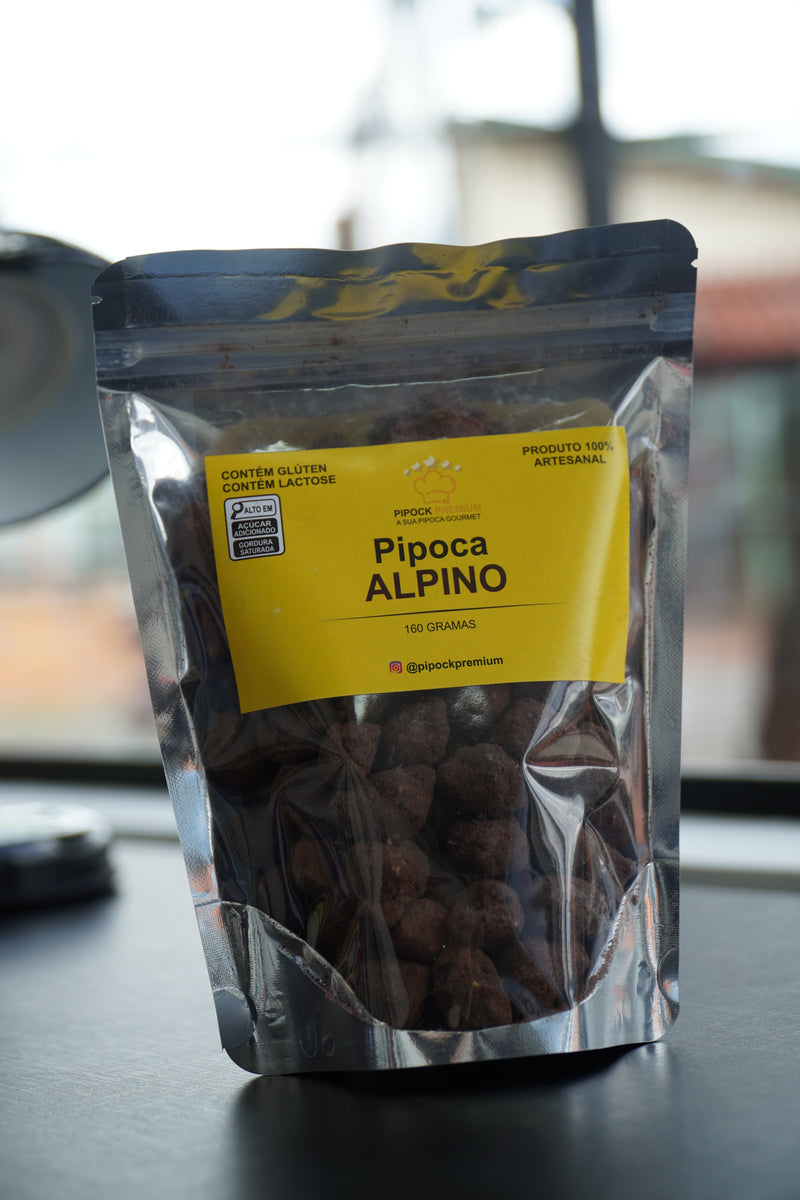 CONTÉM GLÚTEN
CONTÉM LACTOSE
ALTO EM
AÇÚCAR
ADICIONADO
GORDURA
SATURADA
PRODUTO 100%
ARTESANAL
PIPOCK PREMIUM
A SUA PIPOCA GOURMET
Pipoca
ALPINO
160 GRAMAS
@pipockpremium